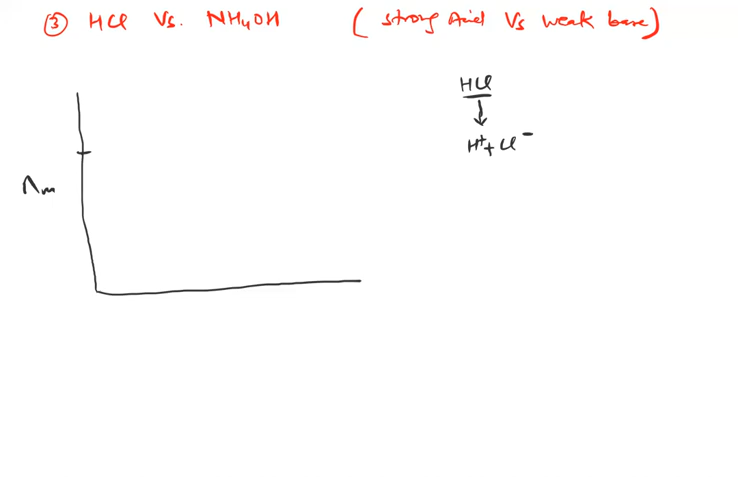 ③ HCl Vs. NH4OH (strong Acid Vs weak base)
HCl
↓
H⁺ + Cl⁻
Λm